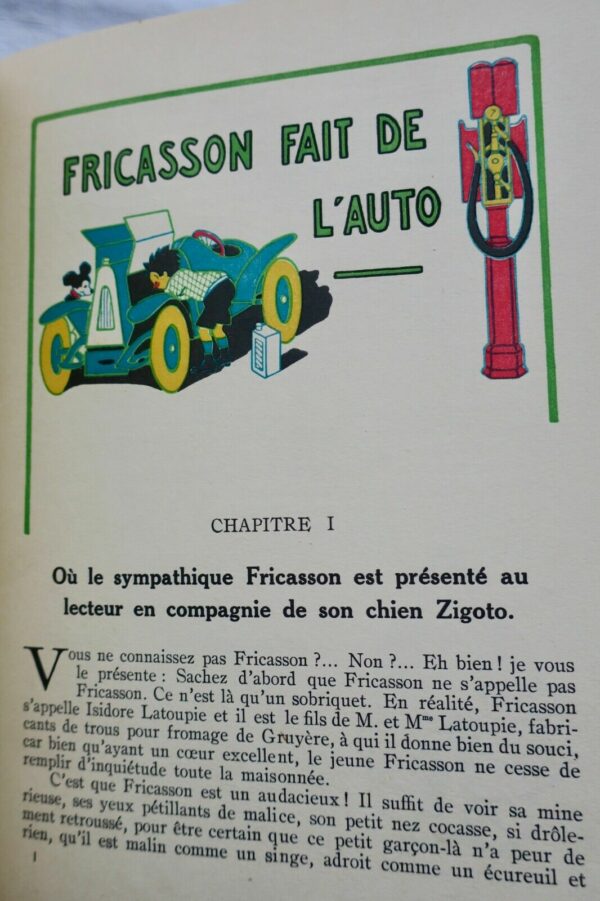 FRICASSON FAIT DE
L'AUTO
CHAPITRE I
Où le sympathique Fricasson est présenté au
lecteur en compagnie de son chien Zigoto.
Vous ne connaissez pas Fricasson ?... Non ?... Eh bien ! je vous
le présente : Sachez d'abord que Fricasson ne s'appelle pas
Fricasson. Ce n'est là qu'un sobriquet. En réalité, Fricasson
s'appelle Isidore Latoupie et il est le fils de M. et Mme Latoupie, fabri-
cants de trous pour fromage de Gruyère, à qui il donne bien du souci,
car bien qu'ayant un cœur excellent, le jeune Fricasson ne cesse de
remplir d'inquiétude toute la maisonnée.
C'est que Fricasson est un audacieux ! Il suffit de voir sa mine
rieuse, ses yeux pétillants de malice, son petit nez cocasse, si drôle-
ment retroussé, pour être certain que ce petit garçon-là n'a peur de
rien, qu'il est malin comme un singe, adroit comme un écureuil et
I